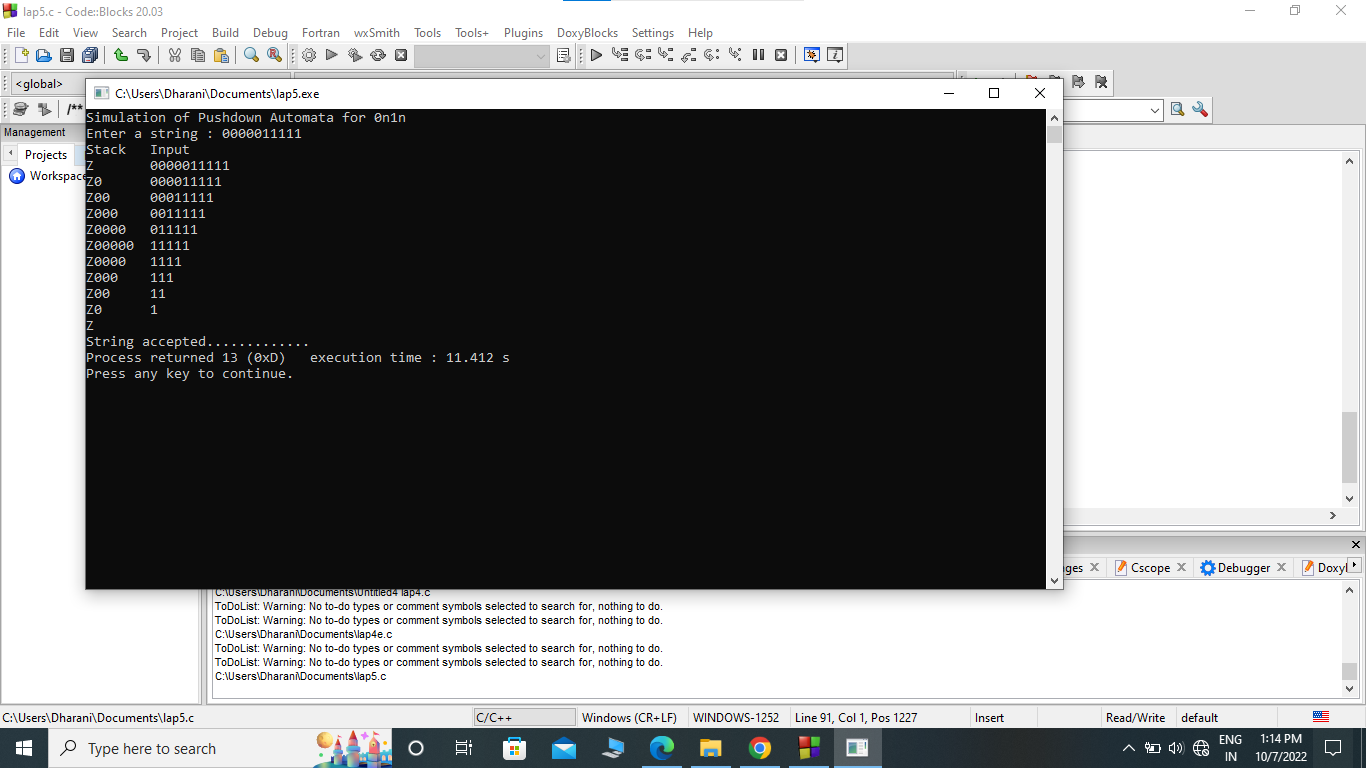 lap5.c - Code::Blocks 20.03
File Edit View Search Project Build Debug Fortran wxSmith Tools Tools+ Plugins DoxyBlocks Settings Help
<global>
C:\Users\Dharani\Documents\lap5.exe
/**
Management
Projects
Workspace
Simulation of Pushdown Automata for 0n1n
Enter a string : 0000011111
Stack Input
Z 0000011111
Z0 000011111
Z00 00011111
Z000 0011111
Z0000 011111
Z00000 11111
Z0000 1111
Z000 111
Z00 11
Z0 1
Z
String accepted.............
Process returned 13 (0xD) execution time : 11.412 s
Press any key to continue.
ges Cscope Debugger Doxyl
C:\Users\Dharani\Documents\Untitled4 lap4.c
ToDoList: Warning: No to-do types or comment symbols selected to search for, nothing to do.
ToDoList: Warning: No to-do types or comment symbols selected to search for, nothing to do.
C:\Users\Dharani\Documents\lap4e.c
ToDoList: Warning: No to-do types or comment symbols selected to search for, nothing to do.
ToDoList: Warning: No to-do types or comment symbols selected to search for, nothing to do.
C:\Users\Dharani\Documents\lap5.c
C:\Users\Dharani\Documents\lap5.c C/C++ Windows (CR+LF) WINDOWS-1252 Line 91, Col 1, Pos 1227 Insert Read/Write default
Type here to search
ENG
IN
1:14 PM
10/7/2022